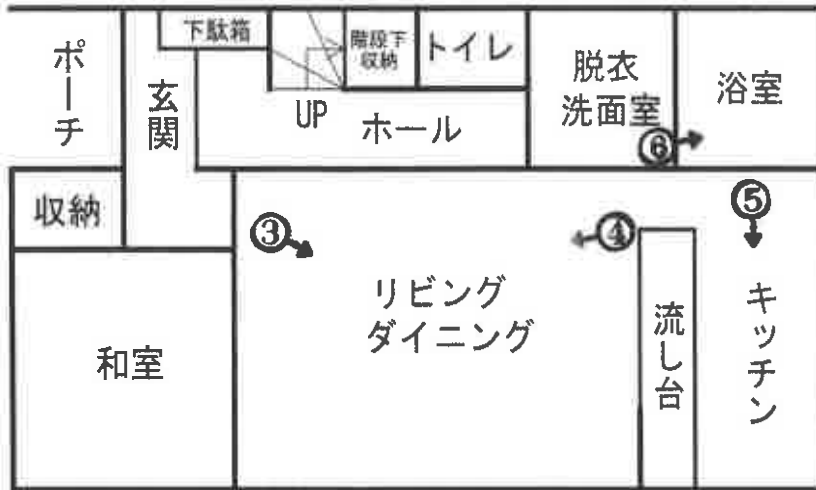 ポーチ
玄関
下駄箱
UP
階段下
収納
トイレ
ホール
脱衣
洗面室
浴室
⑥
収納
③
④
⑤
リビング
ダイニング
和室
流し台
キッチン